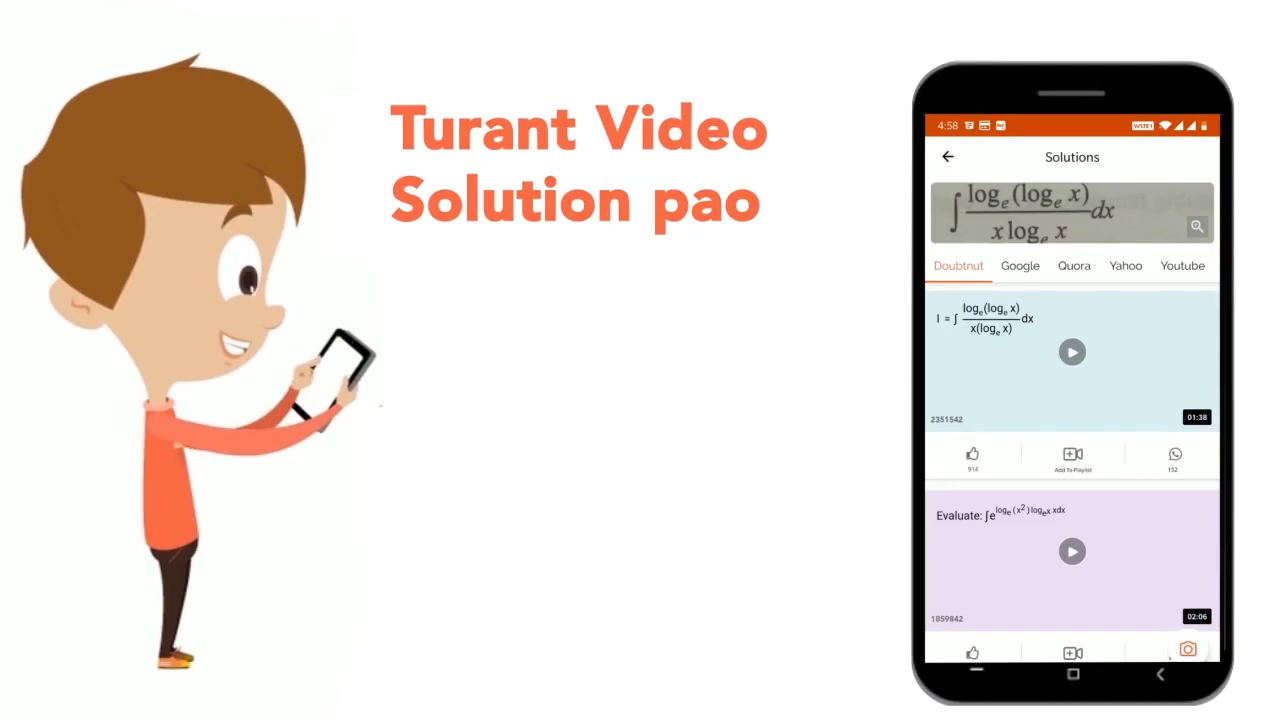 Turant Video
Solution pao
4:58
Solutions
∫ logₑ(logₑ x) / x logₑ x dx
Doubtnut Google Quora Yahoo Youtube
I = ∫ logₑ(logₑ x) / x(logₑ x) dx
2351542 01:38
914 Add To Playlist 152
Evaluate: ∫e^logₑ(x²)logₑx xdx
1859842 02:06